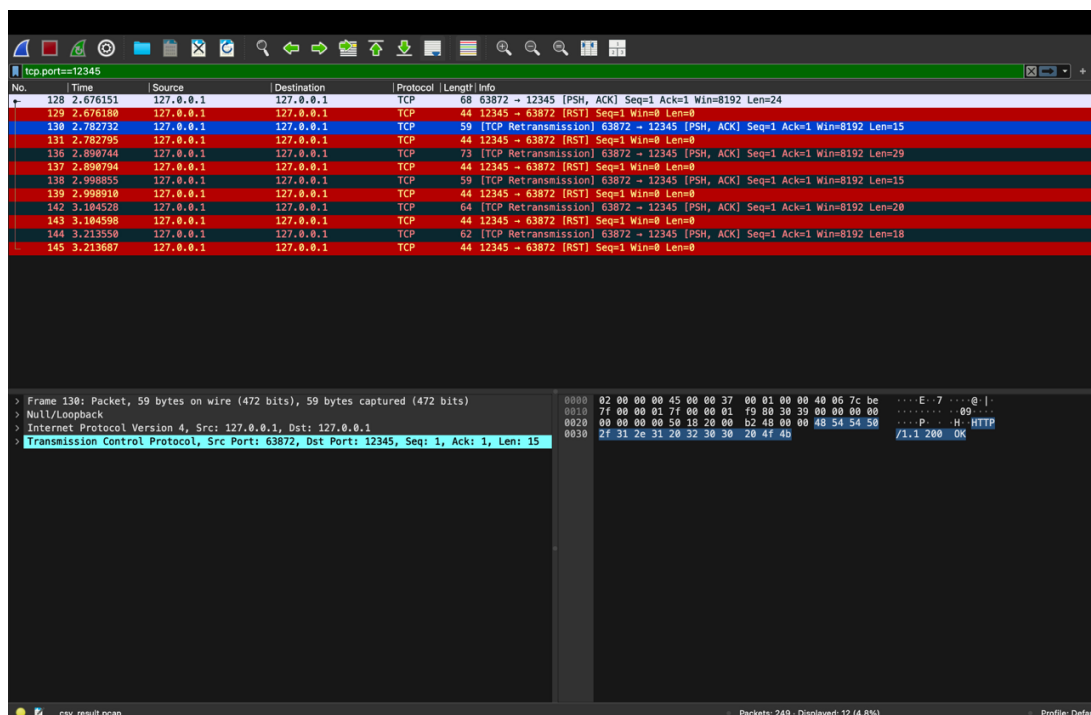 tcp.port==12345
No. Time Source Destination Protocol Length Info
128 2.676151 127.0.0.1 127.0.0.1 TCP 68 63872 → 12345 [PSH, ACK] Seq=1 Ack=1 Win=8192 Len=24
129 2.676180 127.0.0.1 127.0.0.1 TCP 44 12345 → 63872 [RST] Seq=1 Win=0 Len=0
130 2.782732 127.0.0.1 127.0.0.1 TCP 59 [TCP Retransmission] 63872 → 12345 [PSH, ACK] Seq=1 Ack=1 Win=8192 Len=15
131 2.782795 127.0.0.1 127.0.0.1 TCP 44 12345 → 63872 [RST] Seq=1 Win=0 Len=0
136 2.890744 127.0.0.1 127.0.0.1 TCP 73 [TCP Retransmission] 63872 → 12345 [PSH, ACK] Seq=1 Ack=1 Win=8192 Len=29
137 2.890794 127.0.0.1 127.0.0.1 TCP 44 12345 → 63872 [RST] Seq=1 Win=0 Len=0
138 2.998855 127.0.0.1 127.0.0.1 TCP 59 [TCP Retransmission] 63872 → 12345 [PSH, ACK] Seq=1 Ack=1 Win=8192 Len=15
139 2.998910 127.0.0.1 127.0.0.1 TCP 44 12345 → 63872 [RST] Seq=1 Win=0 Len=0
142 3.104528 127.0.0.1 127.0.0.1 TCP 64 [TCP Retransmission] 63872 → 12345 [PSH, ACK] Seq=1 Ack=1 Win=8192 Len=20
143 3.104598 127.0.0.1 127.0.0.1 TCP 44 12345 → 63872 [RST] Seq=1 Win=0 Len=0
144 3.213550 127.0.0.1 127.0.0.1 TCP 62 [TCP Retransmission] 63872 → 12345 [PSH, ACK] Seq=1 Ack=1 Win=8192 Len=18
145 3.213687 127.0.0.1 127.0.0.1 TCP 44 12345 → 63872 [RST] Seq=1 Win=0 Len=0
Frame 130: Packet, 59 bytes on wire (472 bits), 59 bytes captured (472 bits)
Null/Loopback
Internet Protocol Version 4, Src: 127.0.0.1, Dst: 127.0.0.1
Transmission Control Protocol, Src Port: 63872, Dst Port: 12345, Seq: 1, Ack: 1, Len: 15
0000 02 00 00 00 45 00 00 37 00 01 00 00 40 06 7c be ····E··7 ····@·|·
0010 7f 00 00 01 7f 00 00 01 f9 80 30 39 00 00 00 00 ········ ··09····
0020 00 00 00 00 50 18 20 00 b2 48 00 00 48 54 54 50 ····P· · ·H··HTTP
0030 2f 31 2e 31 20 32 30 30 20 4f 4b /1.1 200 OK
csv_result.pcap Packets: 249 · Displayed: 12 (4.8%) Profile: